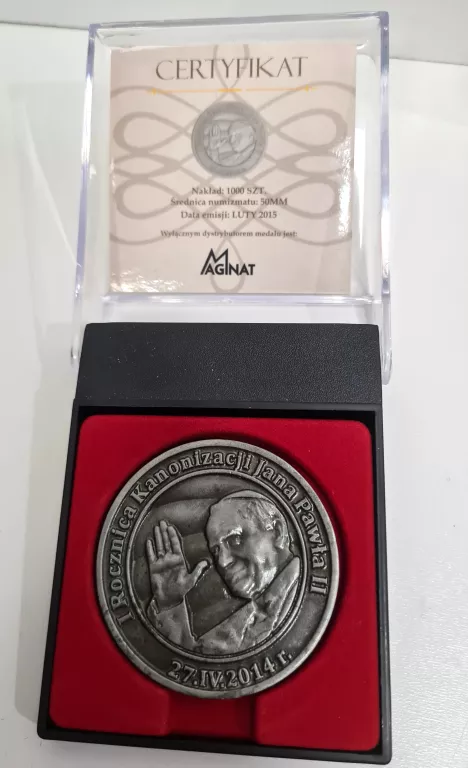 CERTYFIKAT
Nakład: 1000 SZT.
Średnica numizmatu: 50MM
Data emisji: LUTY 2015
Wyłącznym dystrybutorem medalu jest:
MAGINAT
I Rocznica Kanonizacji Jana Pawła II
27.IV.2014 r.